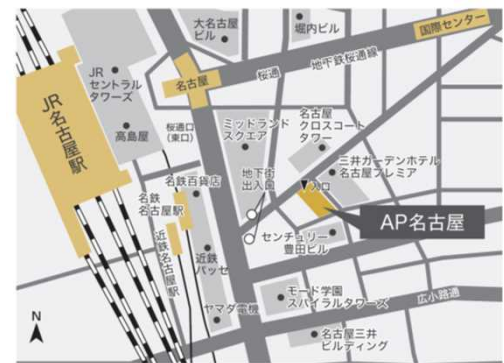 大名古屋
ビル
堀内ビル
国際センター
JR
セントラル
タワーズ
名古屋
桜通
地下鉄桜通線
JR名古屋駅
高島屋
桜通口
(東口)
ミッドランド
スクエア
名古屋
クロスコート
タワー
三井ガーデンホテル
名古屋プレミア
名鉄百貨店
地下街
出入口
入口
名鉄
名古屋駅
AP名古屋
近鉄
パッセ
近鉄名古屋駅
センチュリー
豊田ビル
ヤマダ電機
モード学園
スパイラルタワーズ
広小路通
N
名古屋三井
ビルディング